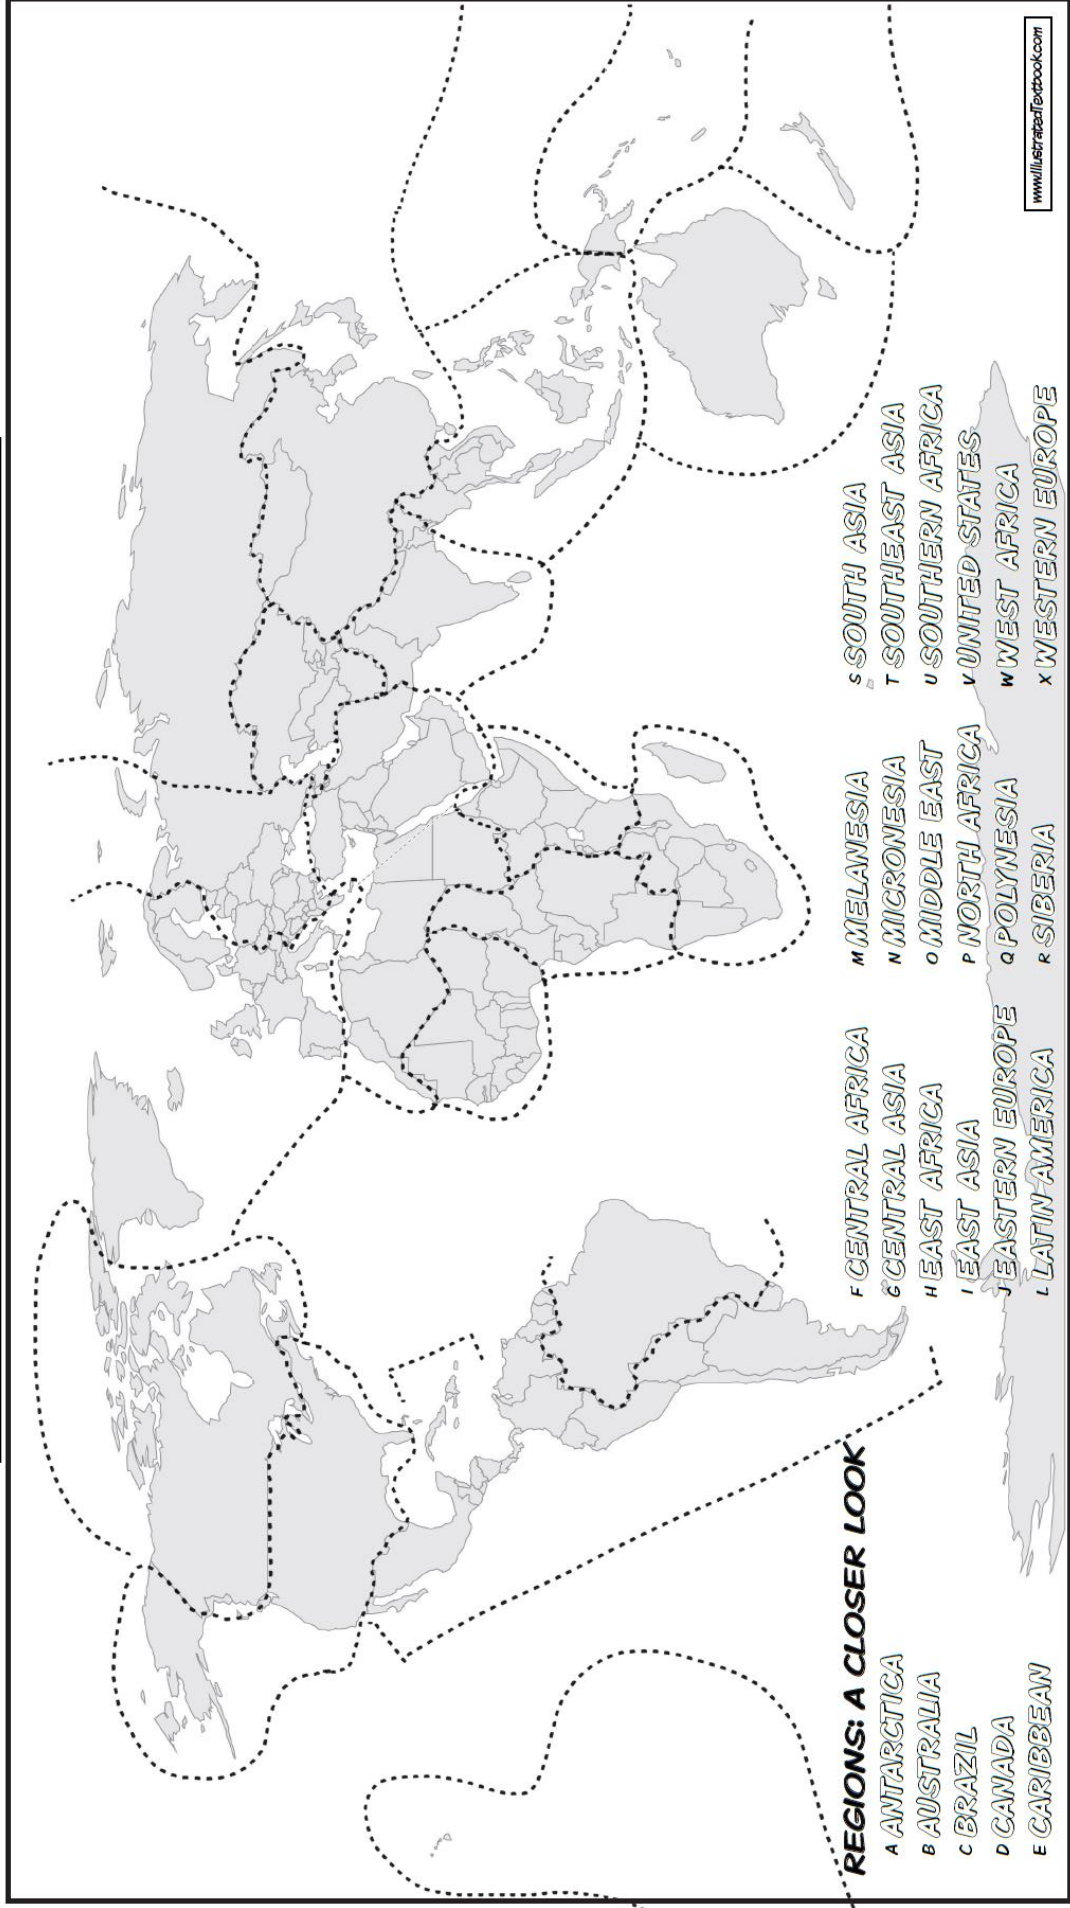 REGIONS: A CLOSER LOOK
A ANTARCTICA
B AUSTRALIA
C BRAZIL
D CANADA
E CARIBBEAN
F CENTRAL AFRICA
G CENTRAL ASIA
H EAST AFRICA
I EAST ASIA
J EASTERN EUROPE
L LATIN AMERICA
M MELANESIA
N MICRONESIA
O MIDDLE EAST
P NORTH AFRICA
Q POLYNESIA
R SIBERIA
S SOUTH ASIA
T SOUTHEAST ASIA
U SOUTHERN AFRICA
V UNITED STATES
W WEST AFRICA
X WESTERN EUROPE
www.IllustratedTextbook.com